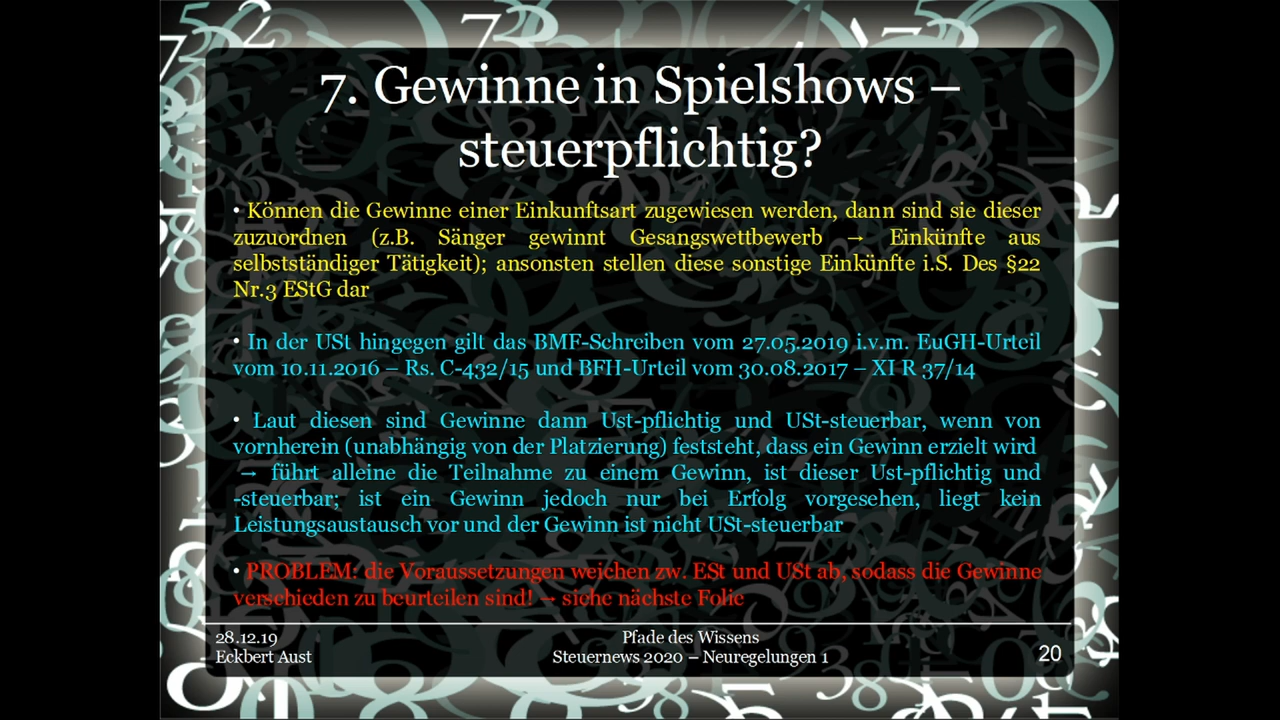 7. Gewinne in Spielshows –
steuerpflichtig?
• Können die Gewinne einer Einkunftsart zugewiesen werden, dann sind sie dieser
zuzuordnen (z.B. Sänger gewinnt Gesangswettbewerb → Einkünfte aus
selbstständiger Tätigkeit); ansonsten stellen diese sonstige Einkünfte i.S. Des §22
Nr.3 EStG dar
• In der USt hingegen gilt das BMF-Schreiben vom 27.05.2019 i.v.m. EuGH-Urteil
vom 10.11.2016 – Rs. C-432/15 und BFH-Urteil vom 30.08.2017 – XI R 37/14
• Laut diesen sind Gewinne dann Ust-pflichtig und USt-steuerbar, wenn von
vornherein (unabhängig von der Platzierung) feststeht, dass ein Gewinn erzielt wird
→ führt alleine die Teilnahme zu einem Gewinn, ist dieser Ust-pflichtig und
-steuerbar; ist ein Gewinn jedoch nur bei Erfolg vorgesehen, liegt kein
Leistungsaustausch vor und der Gewinn ist nicht USt-steuerbar
• PROBLEM: die Voraussetzungen weichen zw. ESt und USt ab, sodass die Gewinne
verschieden zu beurteilen sind! → siehe nächste Folie
28.12.19
Eckbert Aust
Pfade des Wissens
Steuernews 2020 – Neuregelungen 1
20